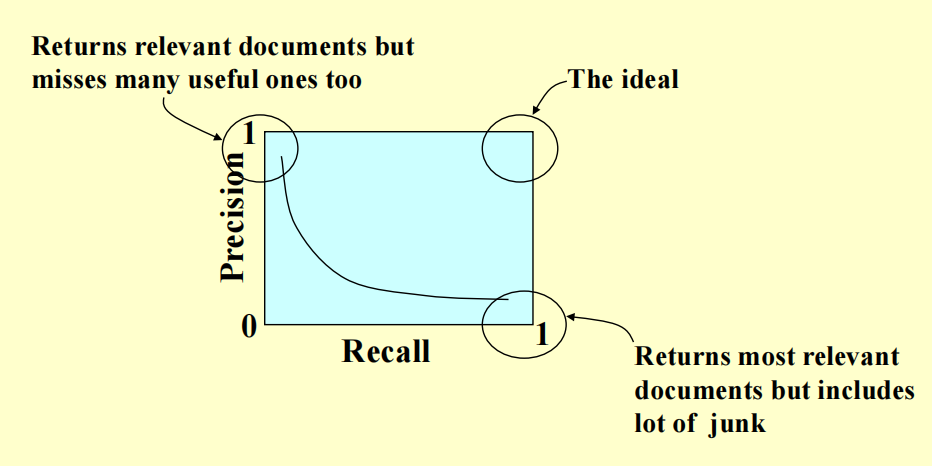 Returns relevant documents but
misses many useful ones too
The ideal
1
Precision
0
Recall
1
Returns most relevant
documents but includes
lot of junk